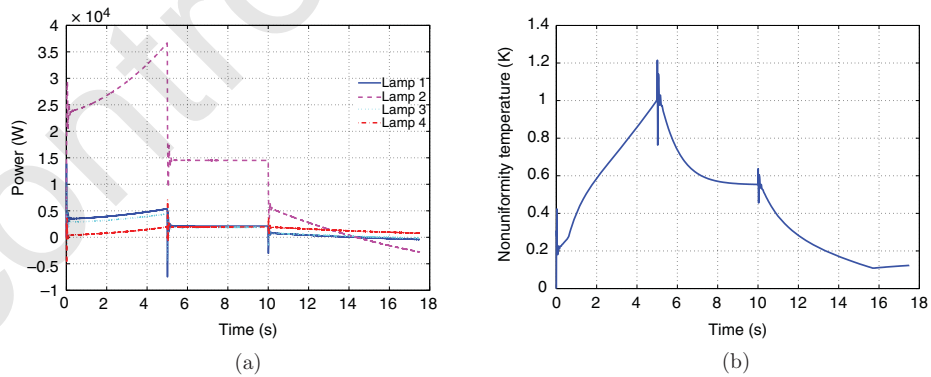 × 10⁴
4
3.5
3
2.5
2
1.5
1
0.5
0
−0.5
−1
Power (W)
Lamp 1
Lamp 2
Lamp 3
Lamp 4
0 2 4 6 8 10 12 14 16 18
Time (s)
(a)
1.4
1.2
1
0.8
0.6
0.4
0.2
0
Nonuniformity temperature (K)
0 2 4 6 8 10 12 14 16 18
Time (s)
(b)
contro